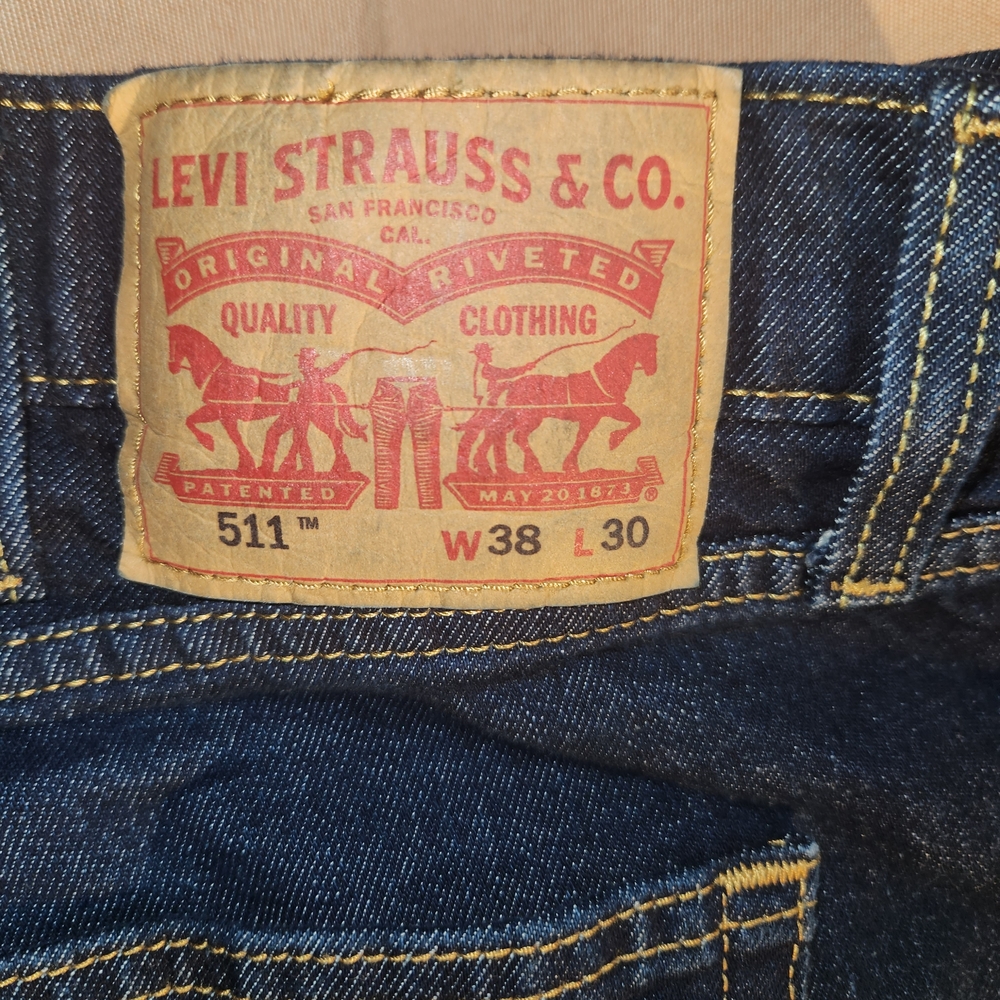 LEVI STRAUSS & CO.
SAN FRANCISCO
CAL.
ORIGINAL RIVETED
QUALITY CLOTHING
PATENTED MAY 20 1873 ®
511™ W38 L30